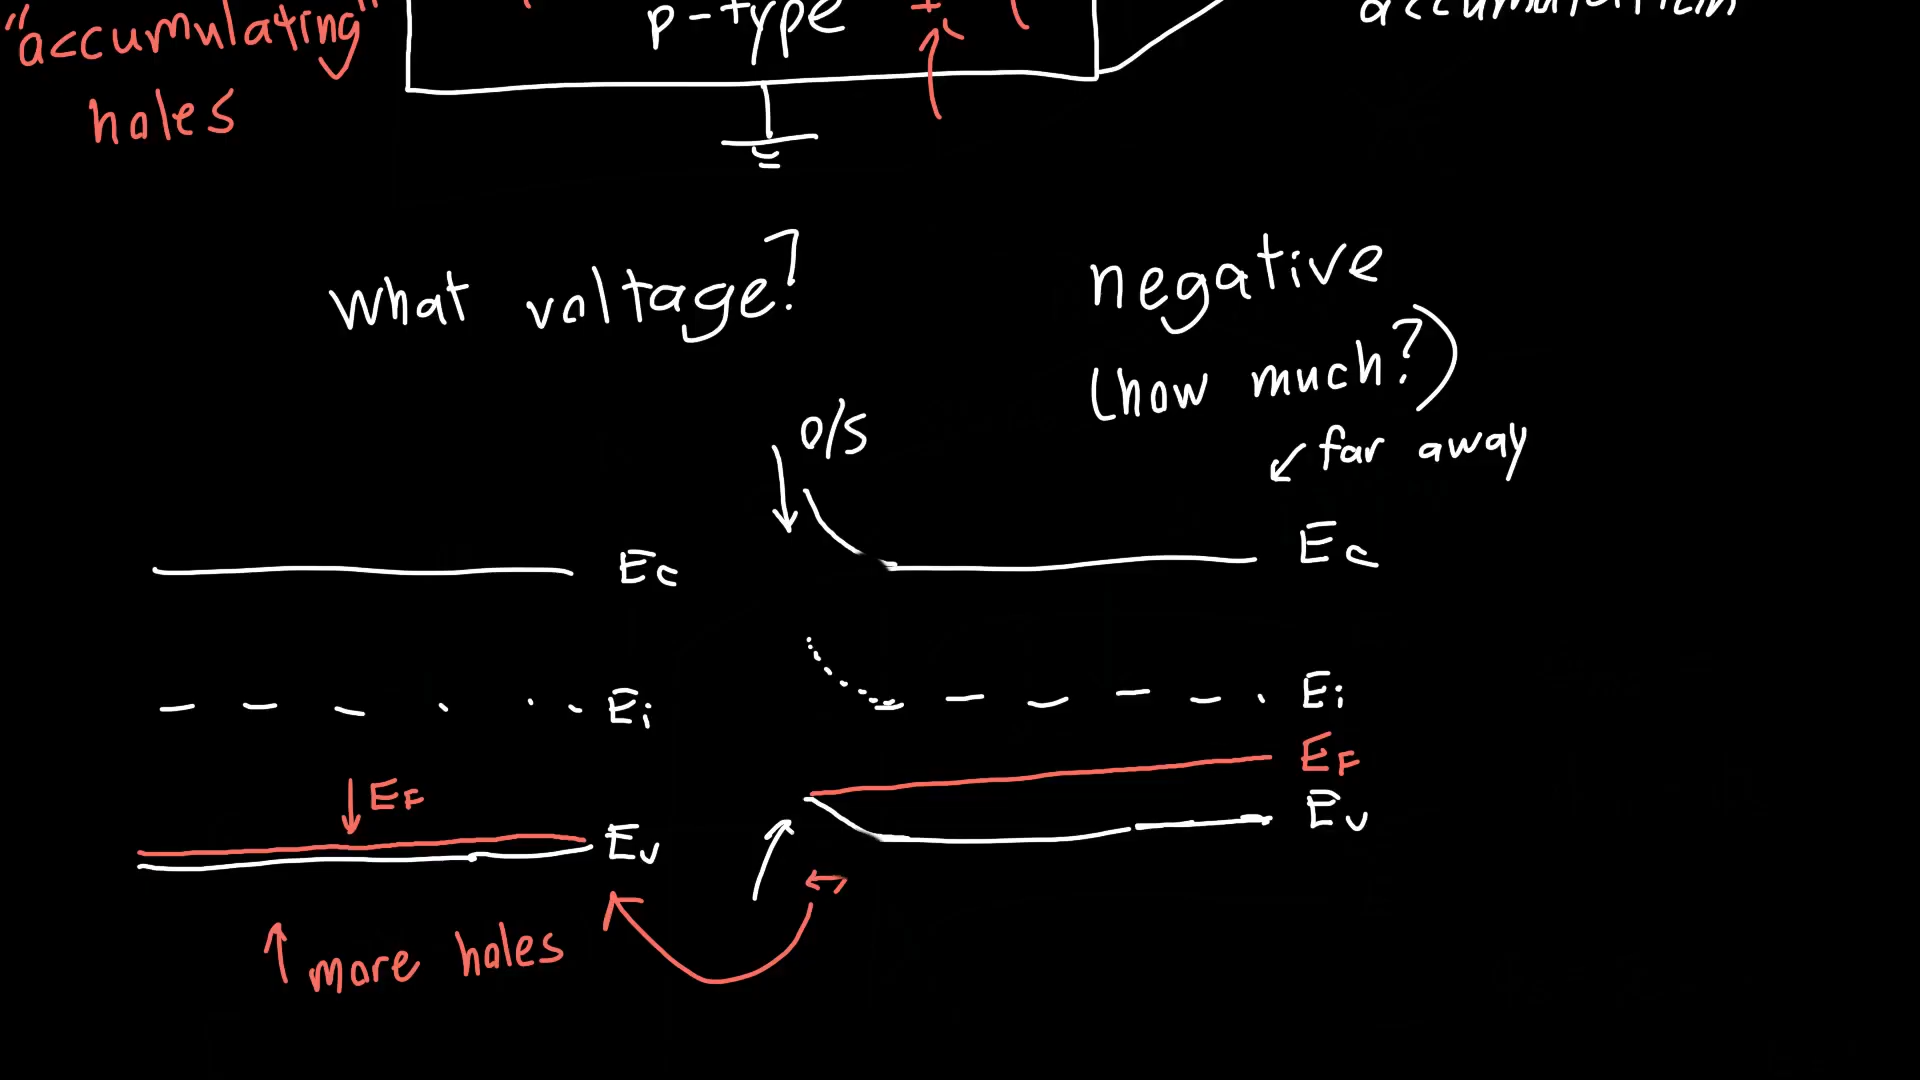 "accumulating"
holes
p-type
accumulation
what voltage?
negative
(how much?)
far away
O/S
Ec
Ei
EF
Ev
more holes
Ec
Ei
EF
Ev